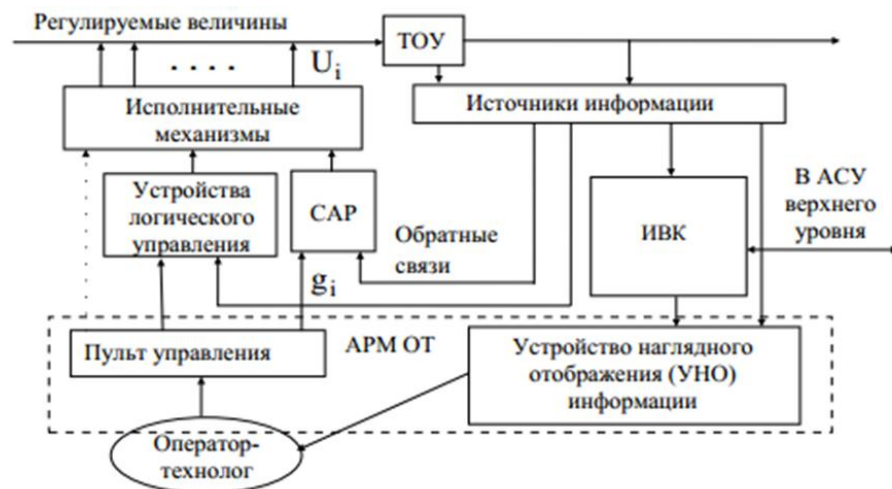 Регулируемые величины
ТОУ
. . . .
Ui
Исполнительные
механизмы
Источники информации
Устройства
логического
управления
САР
Обратные
связи
gi
ИВК
В АСУ
верхнего
уровня
Пульт управления
АРМ ОТ
Устройство наглядного
отображения (УНО)
информации
Оператор-
технолог